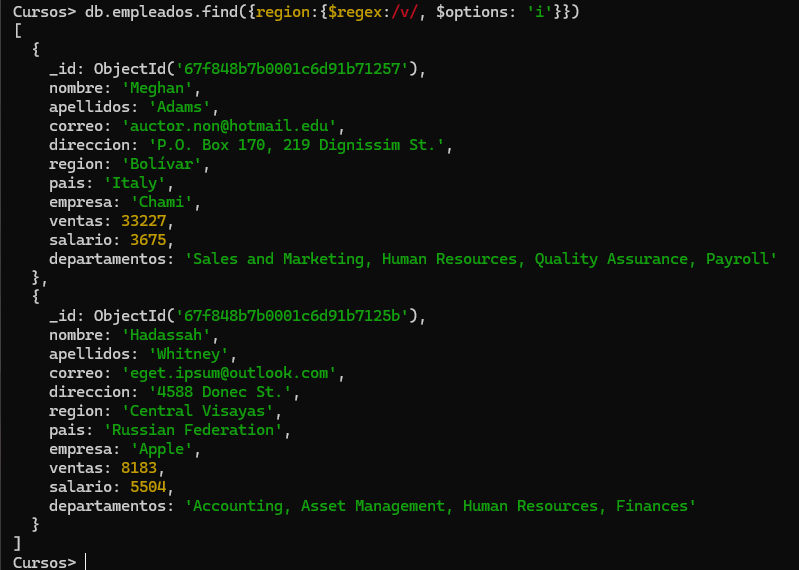 Cursos> db.empleados.find({region:{$regex:/v/, $options: 'i'}})
[
  {
    _id: ObjectId('67f848b7b0001c6d91b71257'),
    nombre: 'Meghan',
    apellidos: 'Adams',
    correo: 'auctor.non@hotmail.edu',
    direccion: 'P.O. Box 170, 219 Dignissim St.',
    region: 'Bolívar',
    pais: 'Italy',
    empresa: 'Chami',
    ventas: 33227,
    salario: 3675,
    departamentos: 'Sales and Marketing, Human Resources, Quality Assurance, Payroll'
  },
  {
    _id: ObjectId('67f848b7b0001c6d91b7125b'),
    nombre: 'Hadassah',
    apellidos: 'Whitney',
    correo: 'eget.ipsum@outlook.com',
    direccion: '4588 Donec St.',
    region: 'Central Visayas',
    pais: 'Russian Federation',
    empresa: 'Apple',
    ventas: 8183,
    salario: 5504,
    departamentos: 'Accounting, Asset Management, Human Resources, Finances'
  }
]
Cursos>